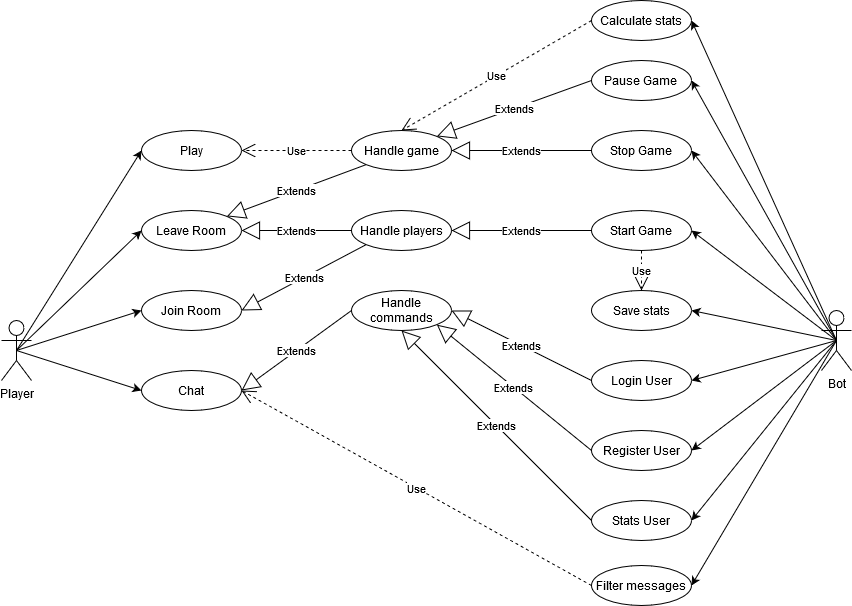 Calculate stats
Use
Pause Game
Extends
Play
Use
Handle game
Extends
Stop Game
Extends
Leave Room
Extends
Handle players
Extends
Start Game
Extends
Use
Join Room
Handle
commands
Save stats
Extends
Extends
Player
Chat
Extends
Login User
Bot
Extends
Register User
Use
Stats User
Filter messages